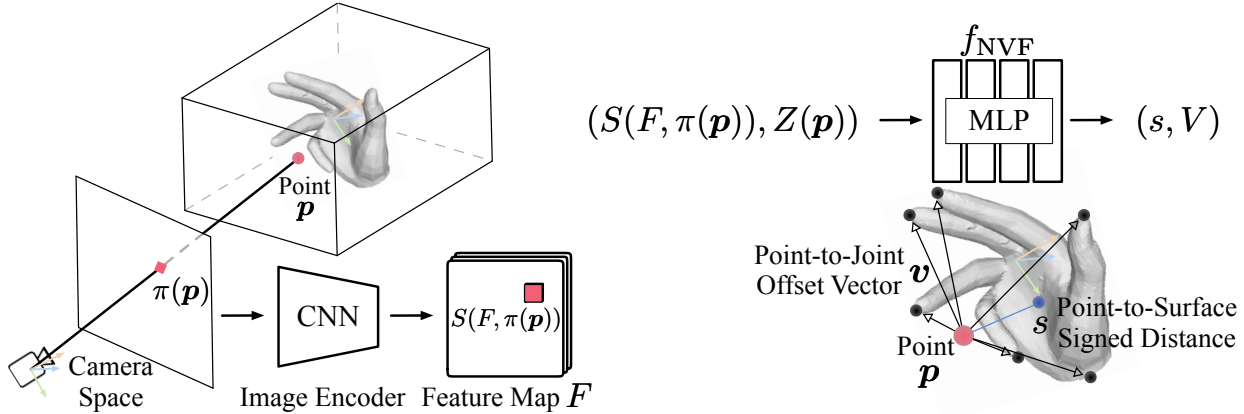 Point
p
π(p)
CNN
S(F, π(p))
Camera
Space
Image Encoder
Feature Map F
f_NVF
(S(F, π(p)), Z(p))
MLP
(s, V)
Point-to-Joint
Offset Vector
v
Point
p
s
Point-to-Surface
Signed Distance